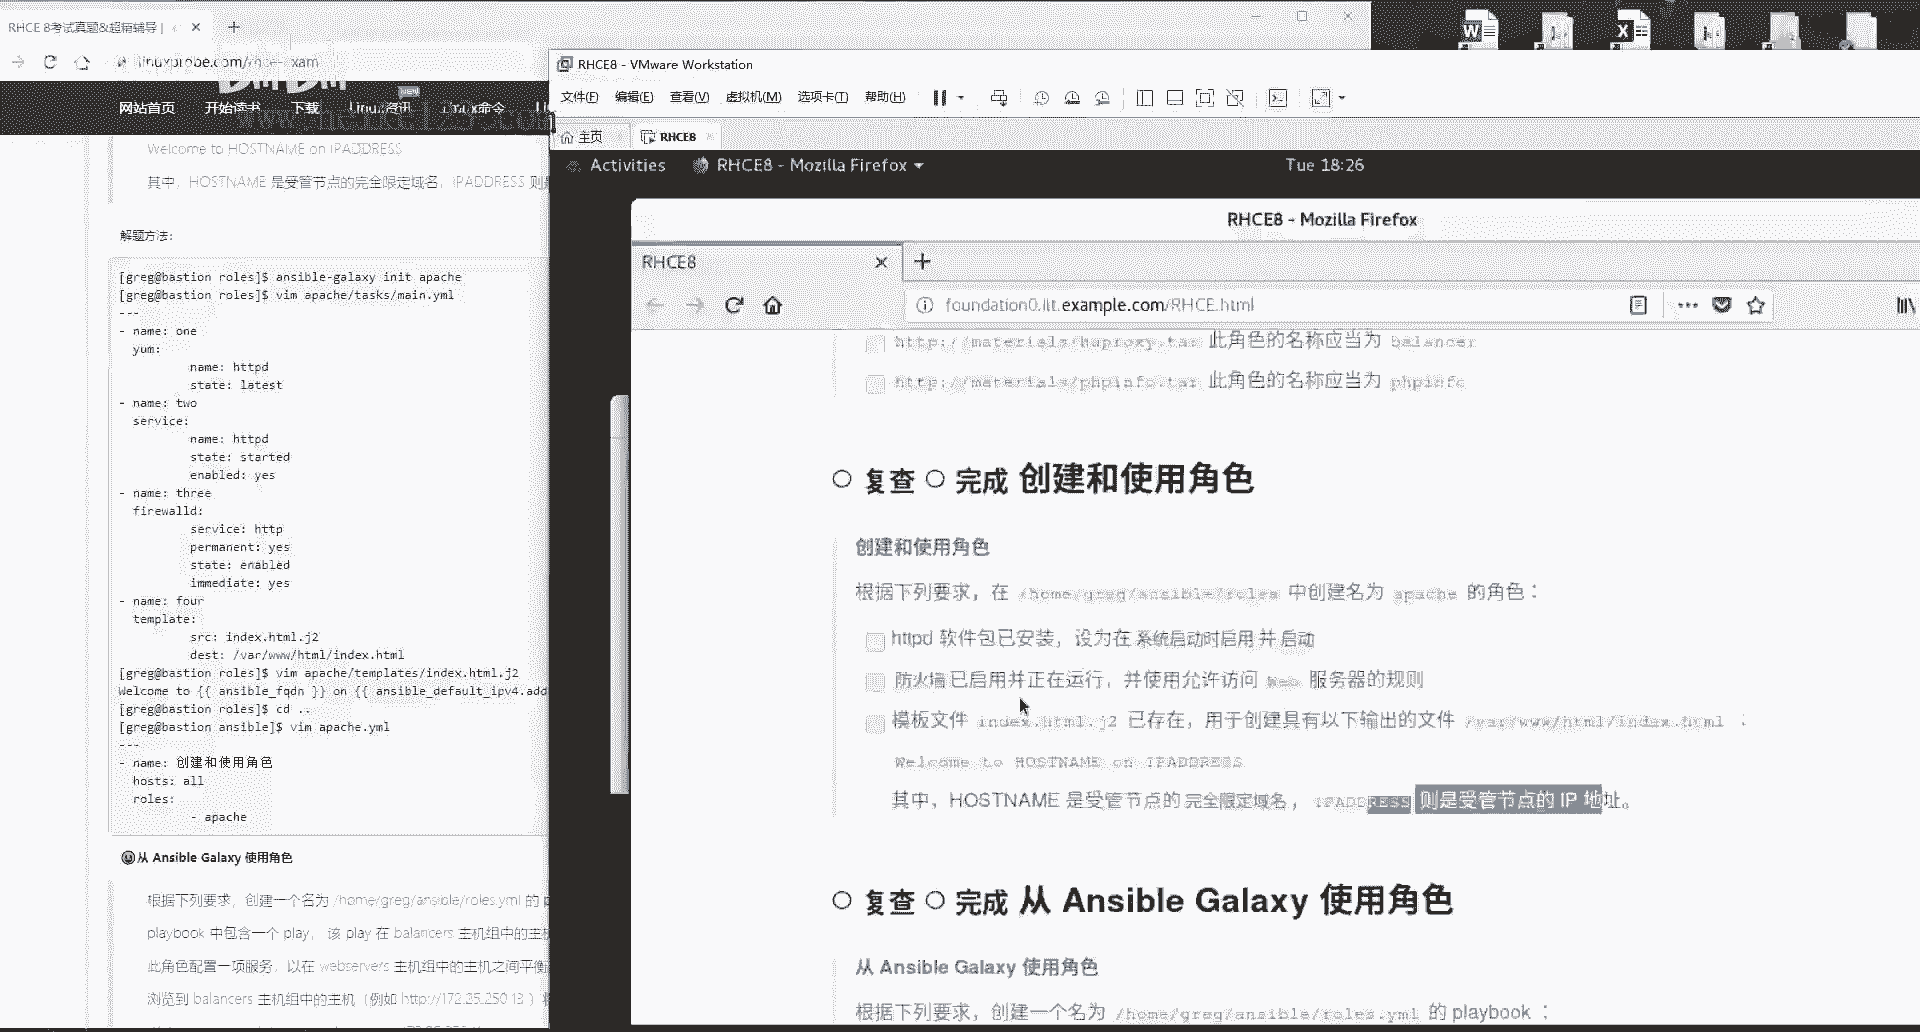 RHCE 8考试真题&超精辅导 |
网站首页 开始读书 下载 Linux资讯 Linux命令
Welcome to HOSTNAME on IPADDRESS
其中，HOSTNAME 是受管节点的完全限定域名，IPADDRESS 则
解题方法:
[greg@bastion roles]$ ansible-galaxy init apache
[greg@bastion roles]$ vim apache/tasks/main.yml
---
- name: one
yum:
name: httpd
state: latest
- name: two
service:
name: httpd
state: started
enabled: yes
- name: three
firewalld:
service: http
permanent: yes
state: enabled
immediate: yes
- name: four
template:
src: index.html.j2
dest: /var/www/html/index.html
[greg@bastion roles]$ vim apache/templates/index.html.j2
Welcome to {{ ansible_fqdn }} on {{ ansible_default_ipv4.add
[greg@bastion roles]$ cd ..
[greg@bastion ansible]$ vim apache.yml
---
- name: 创建和使用角色
hosts: all
roles:
- apache
从 Ansible Galaxy 使用角色
根据下列要求，创建一个名为 /home/greg/ansible/roles.yml 的 p
playbook 中包含一个 play， 该 play 在 balancers 主机组中的主机
此角色配置一项服务，以在 webservers 主机组中的主机之间平衡
浏览到 balancers 主机组中的主机（例如 http://172.25.250.13 ）
RHCE8 - VMware Workstation
文件(F) 编辑(E) 查看(V) 虚拟机(M) 选项卡(T) 帮助(H)
主页 RHCE8
Activities RHCE8 - Mozilla Firefox Tue 18:26
RHCE8 - Mozilla Firefox
RHCE8
foundation0.ilt.example.com/RHCE.html
http://materials/haproxy.tar 此角色的名称应当为 balancer
http://materials/phpinfo.tar 此角色的名称应当为 phpinfo
复查 完成 创建和使用角色
创建和使用角色
根据下列要求，在 /home/greg/ansible/roles 中创建名为 apache 的角色：
httpd 软件包已安装，设为在 系统启动时启用 并 启动
防火墙 已启用并正在运行，并使用允许访问 Web 服务器的规则
模板文件 index.html.j2 已存在，用于创建具有以下输出的文件 /var/www/html/index.html ：
Welcome to HOSTNAME on IPADDRESS
其中，HOSTNAME 是受管节点的 完全限定域名， IPADDRESS 则是受管节点的 IP 地址。
复查 完成 从 Ansible Galaxy 使用角色
从 Ansible Galaxy 使用角色
根据下列要求，创建一个名为 /home/greg/ansible/roles.yml 的 playbook ：